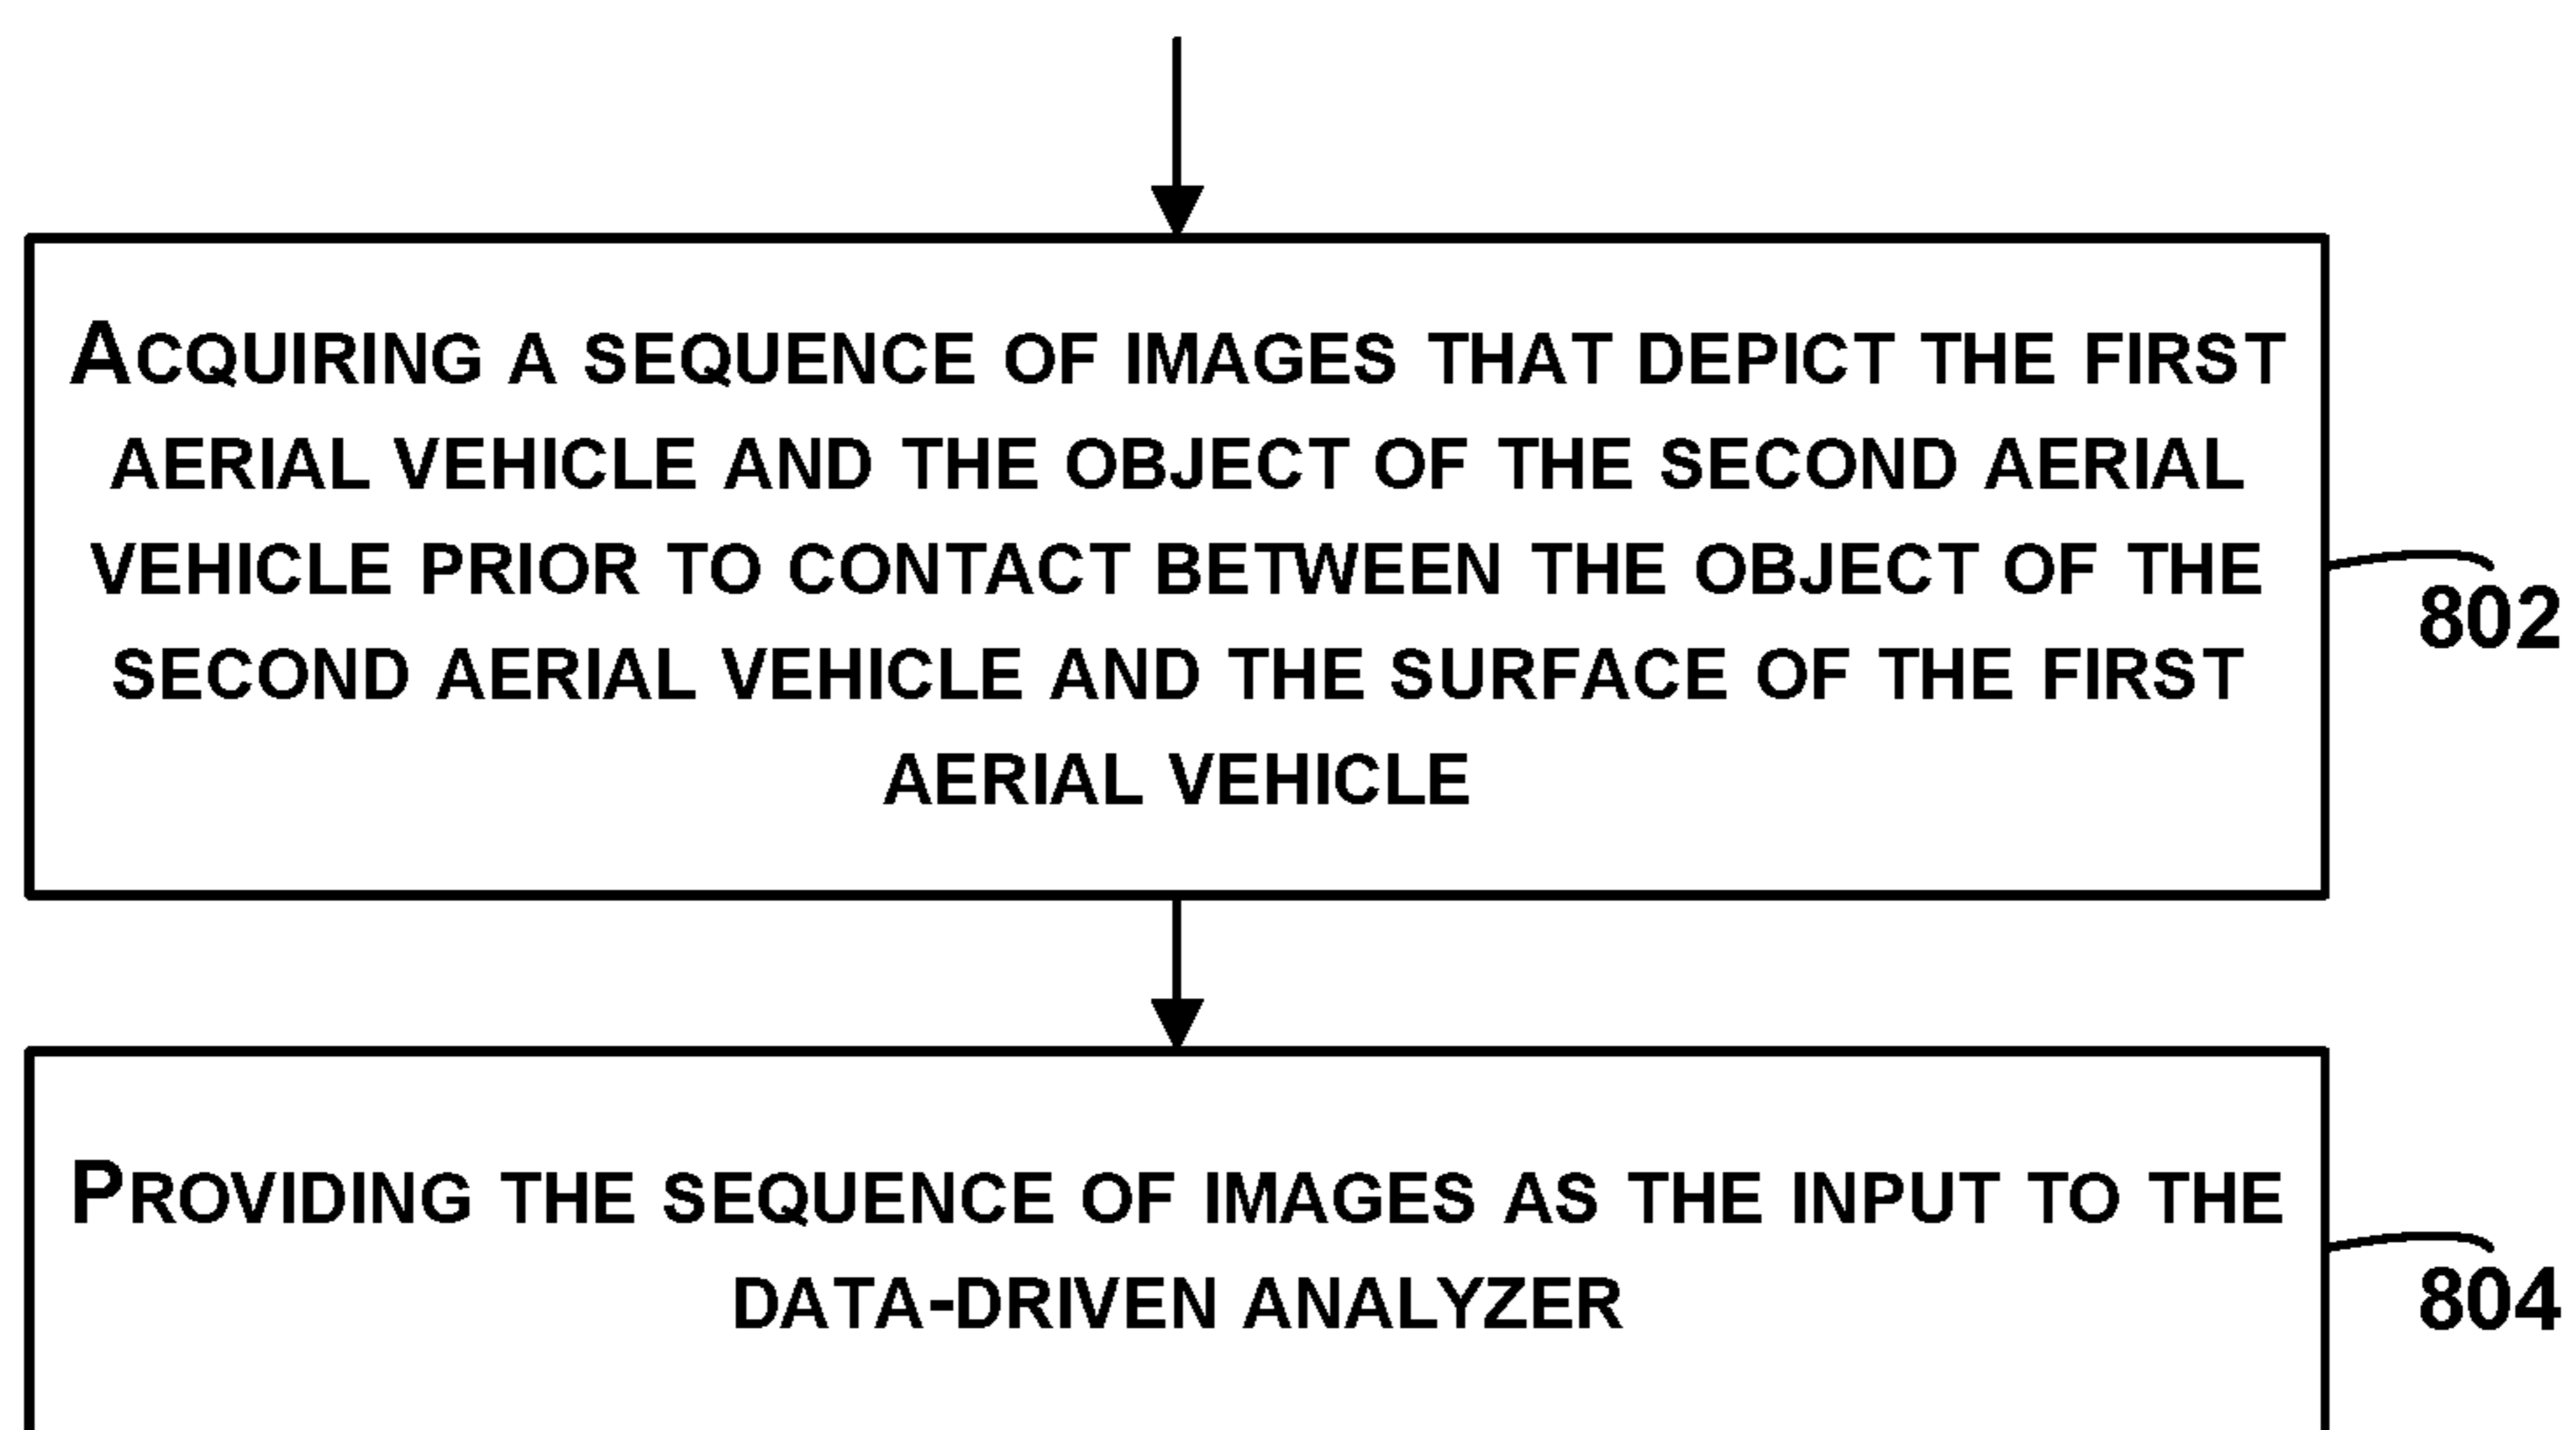 ACQUIRING A SEQUENCE OF IMAGES THAT DEPICT THE FIRST
AERIAL VEHICLE AND THE OBJECT OF THE SECOND AERIAL
VEHICLE PRIOR TO CONTACT BETWEEN THE OBJECT OF THE
SECOND AERIAL VEHICLE AND THE SURFACE OF THE FIRST
AERIAL VEHICLE
802
PROVIDING THE SEQUENCE OF IMAGES AS THE INPUT TO THE
DATA-DRIVEN ANALYZER
804